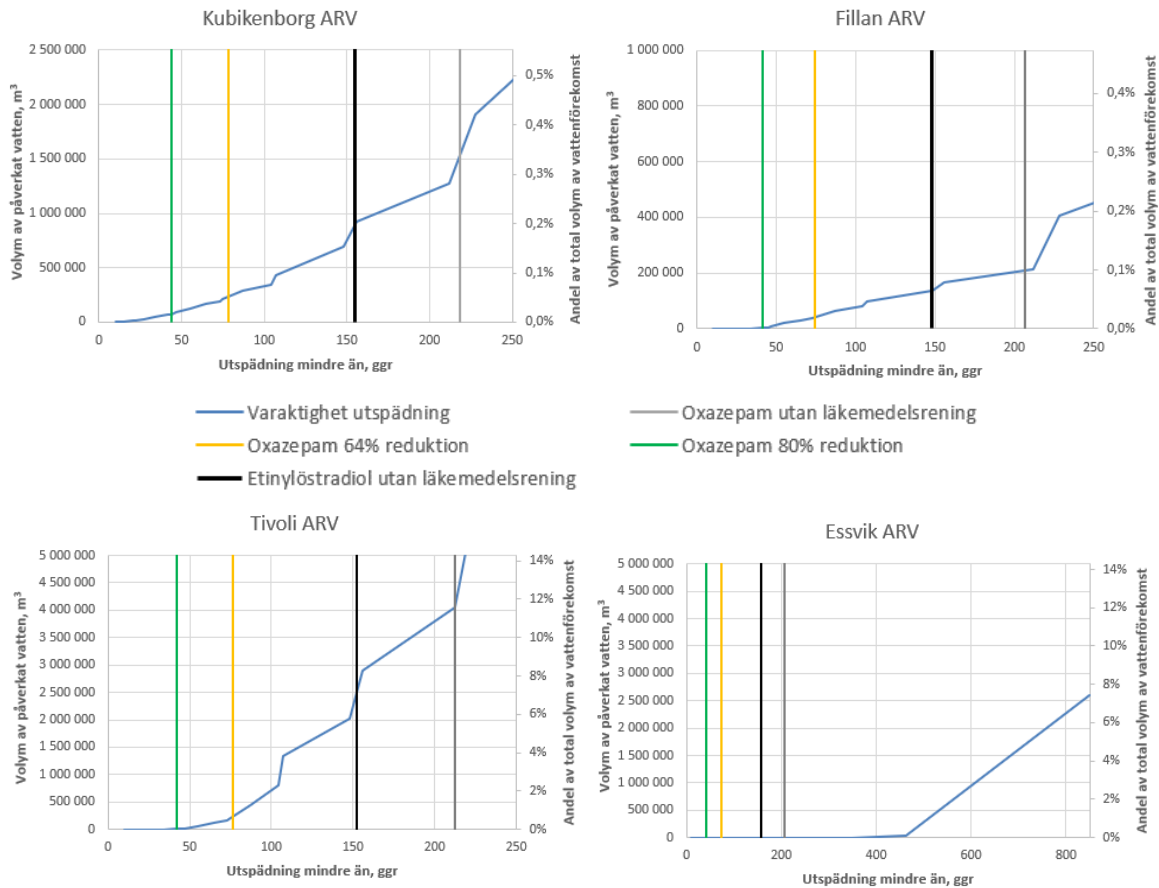 Kubikenborg ARV
Volym av påverkat vatten, m³
2 500 000
2 000 000
1 500 000
1 000 000
500 000
0
0,5%
0,4%
0,3%
0,2%
0,1%
0,0%
Andel av total volym av vattenförekomst
0 50 100 150 200 250
Utspädning mindre än, ggr
Fillan ARV
Volym av påverkat vatten, m³
1 000 000
800 000
600 000
400 000
200 000
0
0,4%
0,3%
0,2%
0,1%
0,0%
Andel av total volym av vattenförekomst
0 50 100 150 200 250
Utspädning mindre än, ggr
Varaktighet utspädning
Oxazepam utan läkemedelsrening
Oxazepam 64% reduktion
Oxazepam 80% reduktion
Etinylöstradiol utan läkemedelsrening
Tivoli ARV
Volym av påverkat vatten, m³
5 000 000
4 500 000
4 000 000
3 500 000
3 000 000
2 500 000
2 000 000
1 500 000
1 000 000
500 000
0
14%
12%
10%
8%
6%
4%
2%
0%
Andel av total volym av vattenförekomst
0 50 100 150 200 250
Utspädning mindre än, ggr
Essvik ARV
Volym av påverkat vatten, m³
5 000 000
4 500 000
4 000 000
3 500 000
3 000 000
2 500 000
2 000 000
1 500 000
1 000 000
500 000
0
14%
12%
10%
8%
6%
4%
2%
0%
Andel av total volym av vattenförekomst
0 200 400 600 800
Utspädning mindre än, ggr